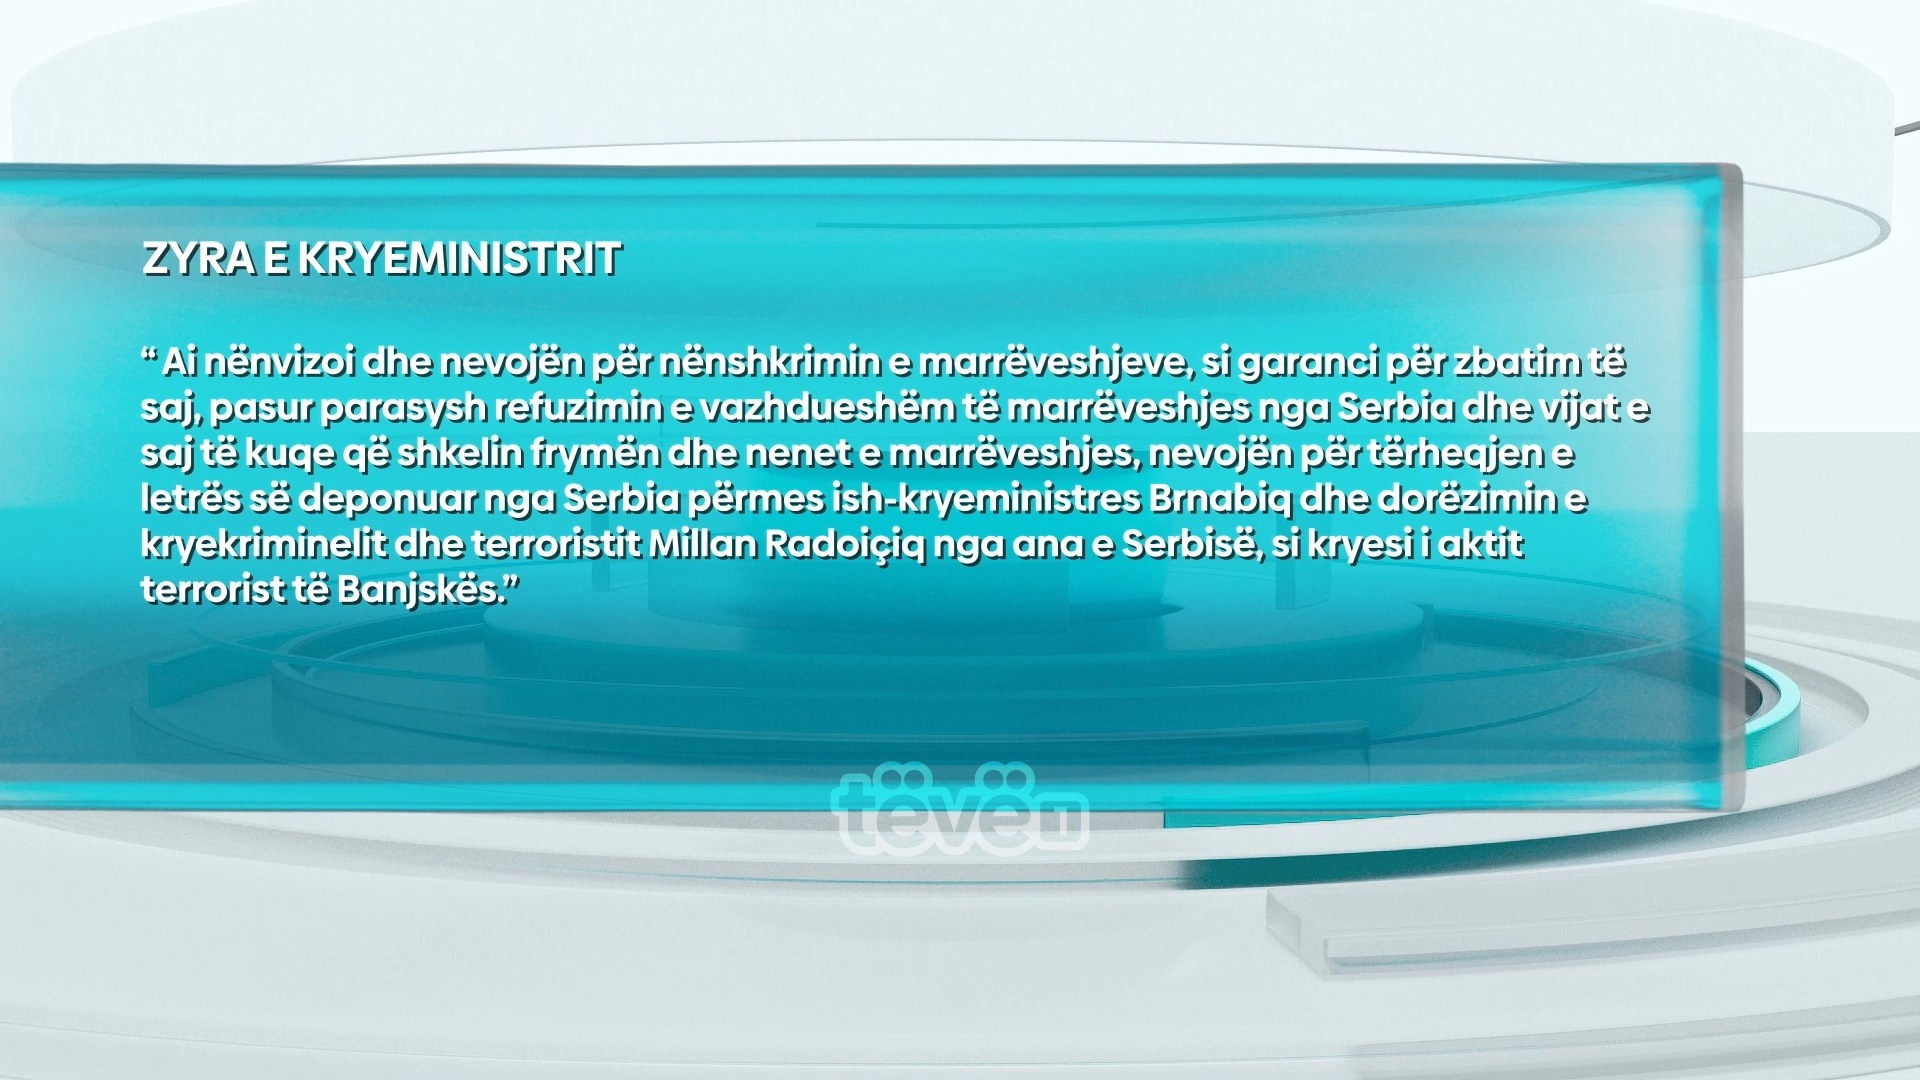 ZYRA E KRYEMINISTRIT
“ Ai nënvizoi dhe nevojën për nënshkrimin e marrëveshjeve, si garanci për zbatim të
saj, pasur parasysh refuzimin e vazhdueshëm të marrëveshjes nga Serbia dhe vijat e
saj të kuqe që shkelin frymën dhe nenet e marrëveshjes, nevojën për tërheqjen e
letrës së deponuar nga Serbia përmes ish-kryeministres Brnabiq dhe dorëzimin e
kryekriminelit dhe terroristit Millan Radoiçiq nga ana e Serbisë, si kryesi i aktit
terrorist të Banjskës.”
tëvën